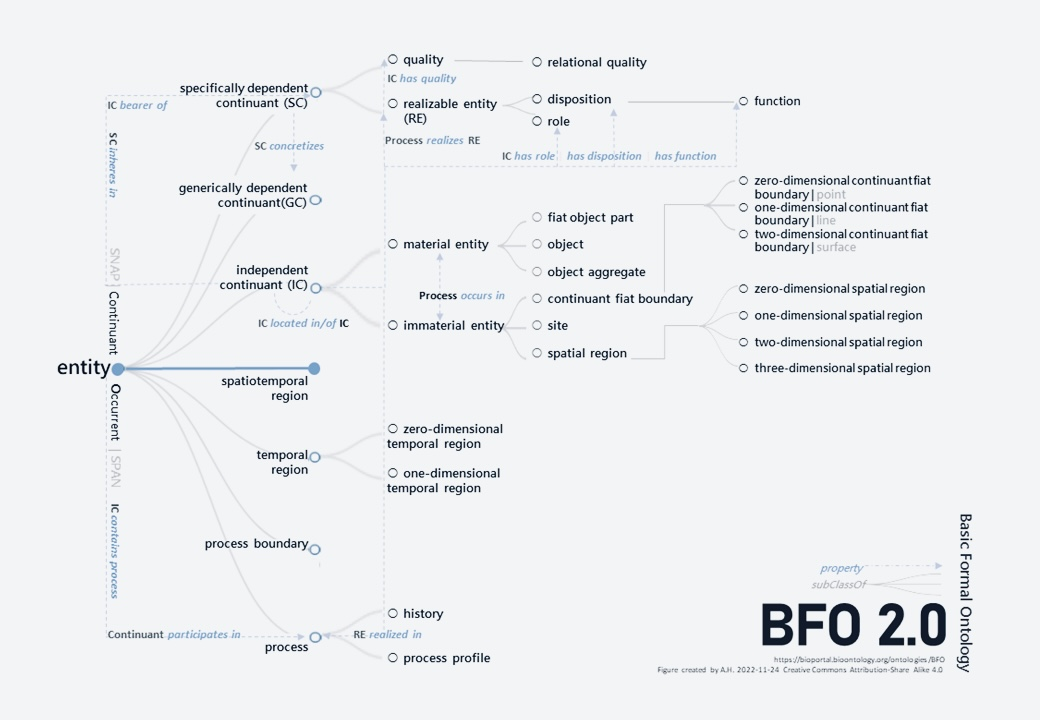 quality
relational quality
IC has quality
specifically dependent
continuant (SC)
IC bearer of
realizable entity
(RE)
disposition
function
role
Process realizes RE
IC has role
has disposition
has function
SC inheres in
SC concretizes
generically dependent
continuant(GC)
zero-dimensional continuant fiat
boundary | point
one-dimensional continuant fiat
boundary | line
two-dimensional continuant fiat
boundary | surface
fiat object part
material entity
object
object aggregate
SNAP | Continuant
independent
continuant (IC)
Process occurs in
continuant fiat boundary
zero-dimensional spatial region
one-dimensional spatial region
IC located in/of IC
immaterial entity
site
two-dimensional spatial region
spatial region
three-dimensional spatial region
entity
spatiotemporal
region
Occurrent | SPAN
zero-dimensional
temporal region
temporal
region
one-dimensional
temporal region
IC contains process
process boundary
history
Continuant participates in
RE realized in
process
process profile
property
subClassOf
BFO 2.0
Basic Formal Ontology
https://bioportal.bioontology.org/ontologies/BFO
Figure created by A.H. 2022-11-24 Creative Commons Attribution-Share Alike 4.0